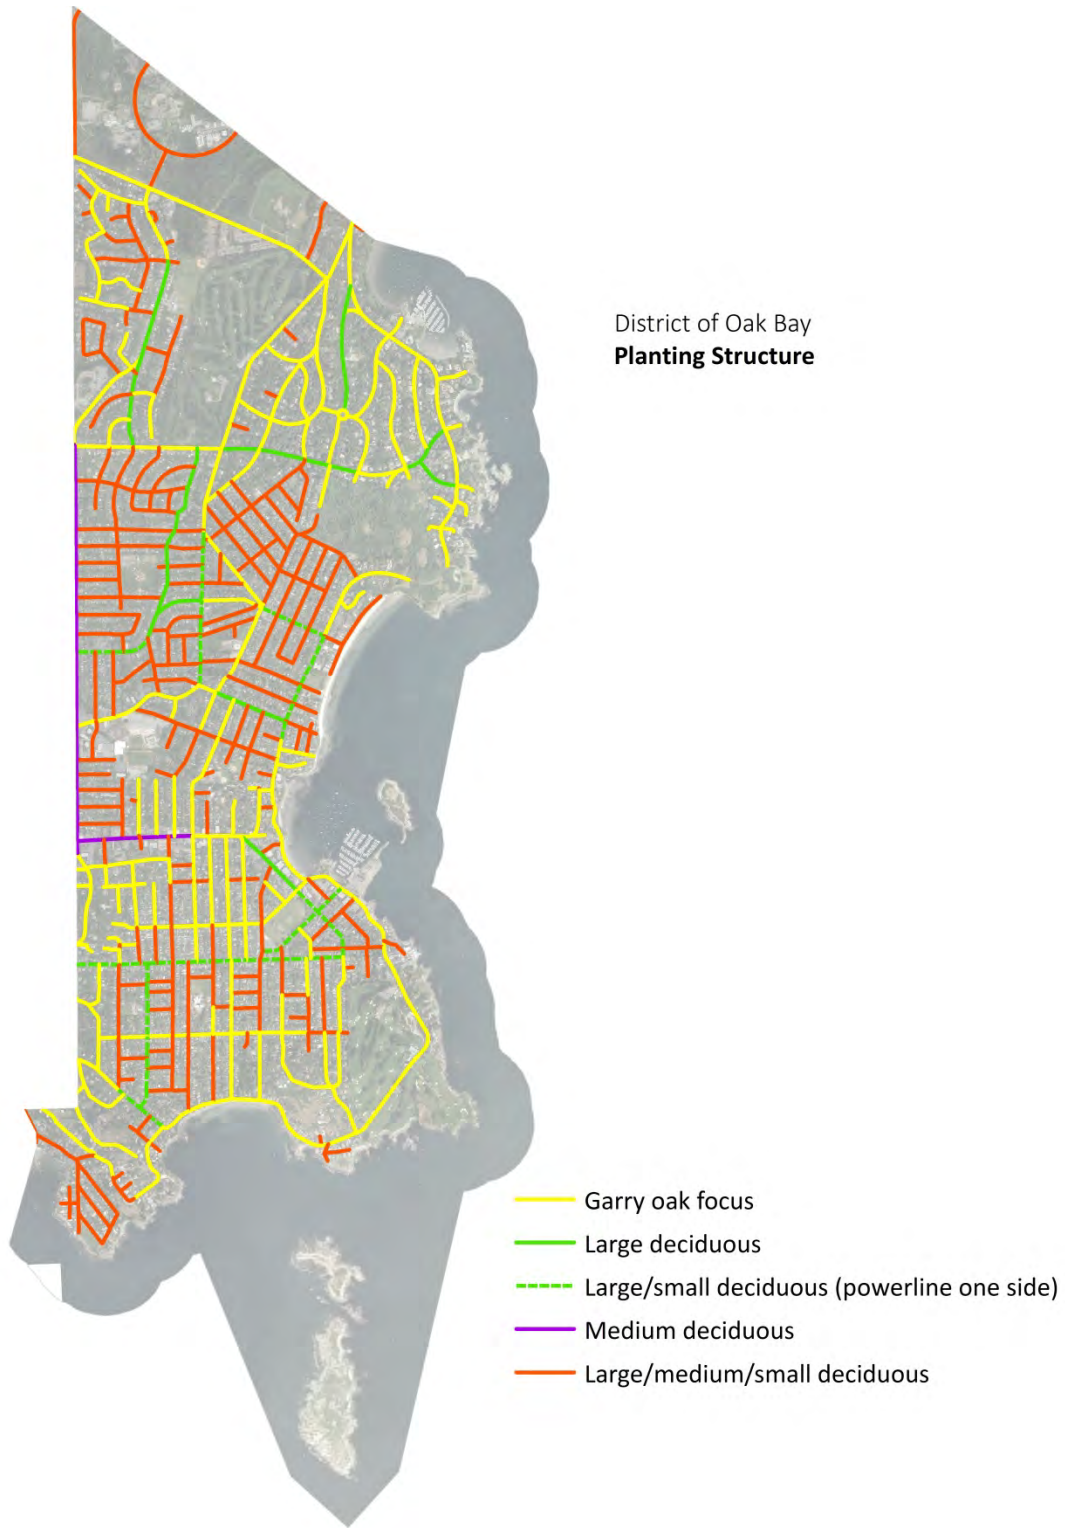 District of Oak Bay
Planting Structure
Garry oak focus
Large deciduous
Large/small deciduous (powerline one side)
Medium deciduous
Large/medium/small deciduous